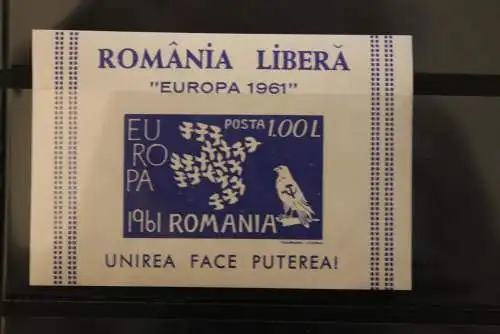 ROMÂNIA LIBERĂ
"EUROPA 1961"
EU
RO
PA
POSTA 1.00 L
1961 ROMANIA
UNIREA FACE PUTEREA!